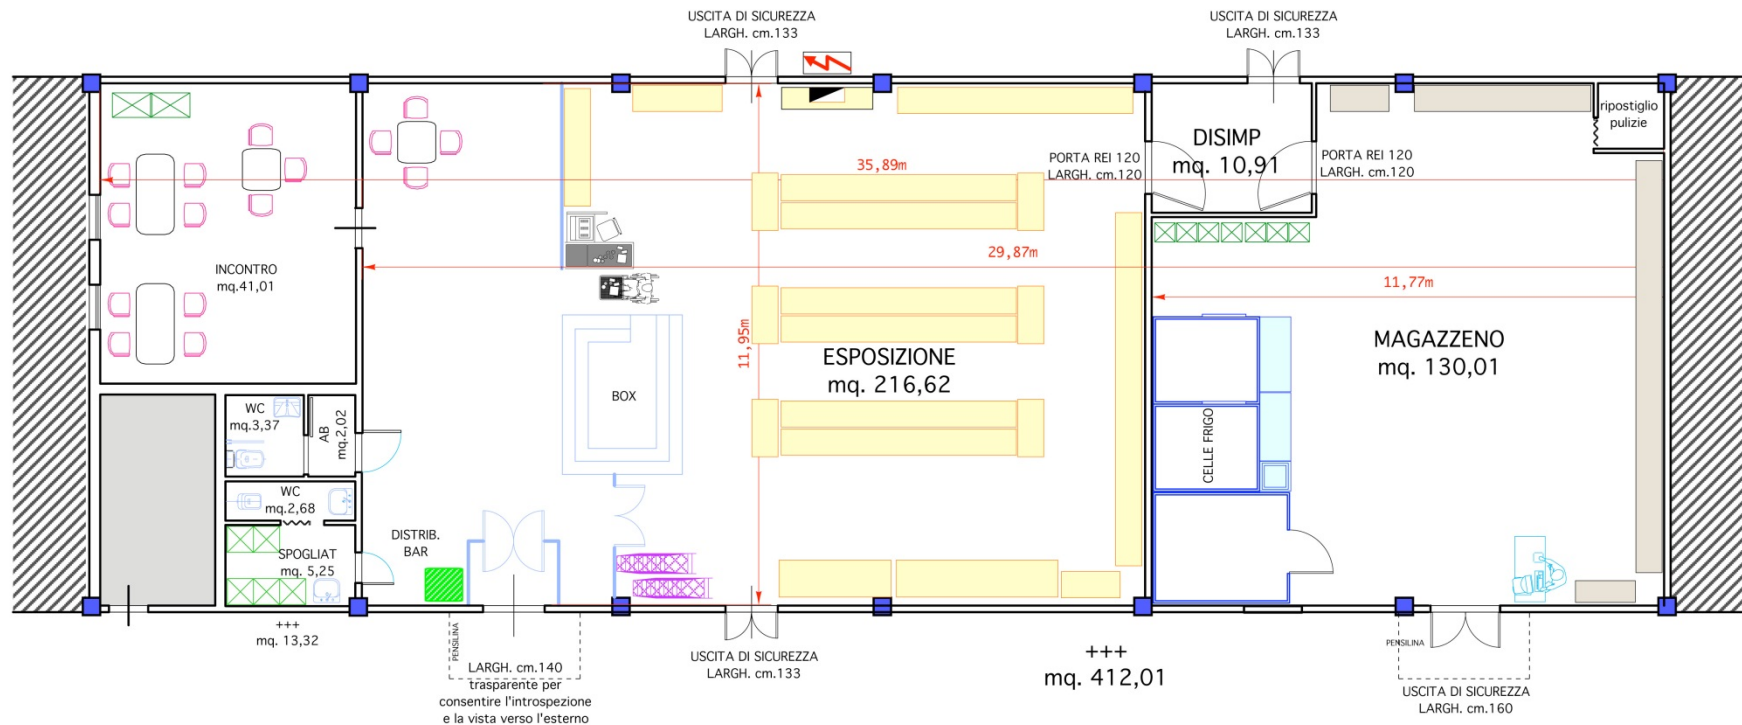 USCITA DI SICUREZZA
LARGH. cm.133
USCITA DI SICUREZZA
LARGH. cm.133
ripostiglio
pulizie
DISIMP
mq. 10,91
PORTA REI 120
LARGH. cm.120
PORTA REI 120
LARGH. cm.120
35,89m
29,87m
11,77m
11,95m
INCONTRO
mq.41,01
ESPOSIZIONE
mq. 216,62
MAGAZZENO
mq. 130,01
BOX
CELLE FRIGO
WC
mq.3,37
AB
mq.2,02
WC
mq.2,68
SPOGLIAT
mq. 5,25
DISTRIB.
BAR
+++
mq. 13,32
PENSILINA
LARGH. cm.140
trasparente per
consentire l'introspezione
e la vista verso l'esterno
USCITA DI SICUREZZA
LARGH. cm.133
+++
mq. 412,01
PENSILINA
USCITA DI SICUREZZA
LARGH. cm.160